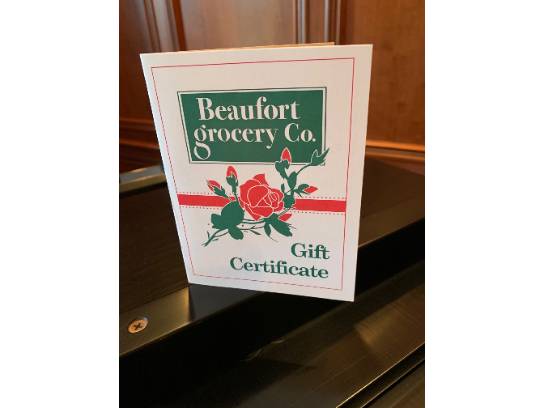 Beaufort
grocery Co.
Gift
Certificate